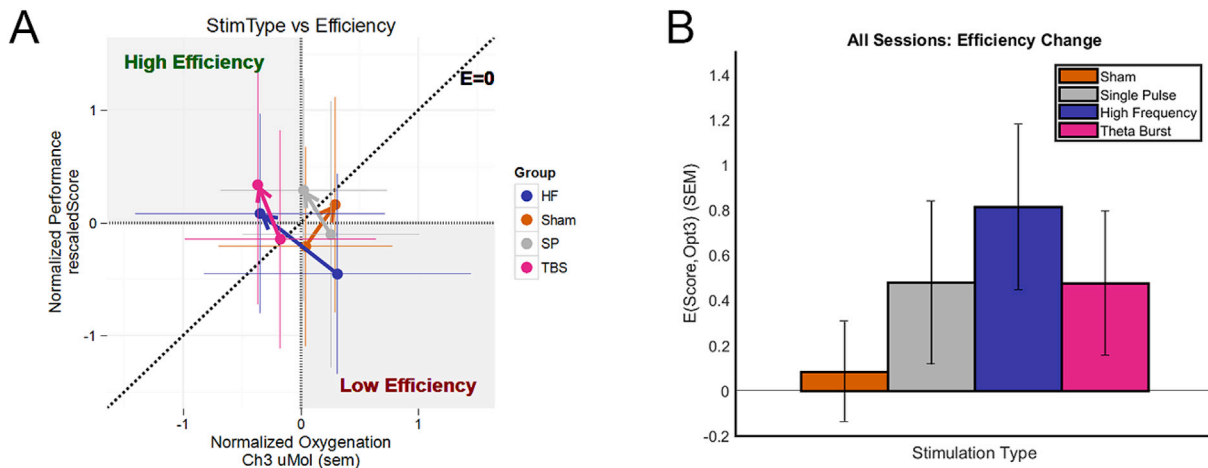 A
StimType vs Efficiency
High Efficiency
E=0
1
0
-1
Normalized Performance
rescaledScore
Low Efficiency
-1
0
1
Normalized Oxygenation
Ch3 uMol (sem)
Group
HF
Sham
SP
TBS
B
All Sessions: Efficiency Change
Sham
Single Pulse
High Frequency
Theta Burst
1.4
1.2
1
0.8
0.6
0.4
0.2
0
-0.2
E(Score,Opt3) (SEM)
Stimulation Type